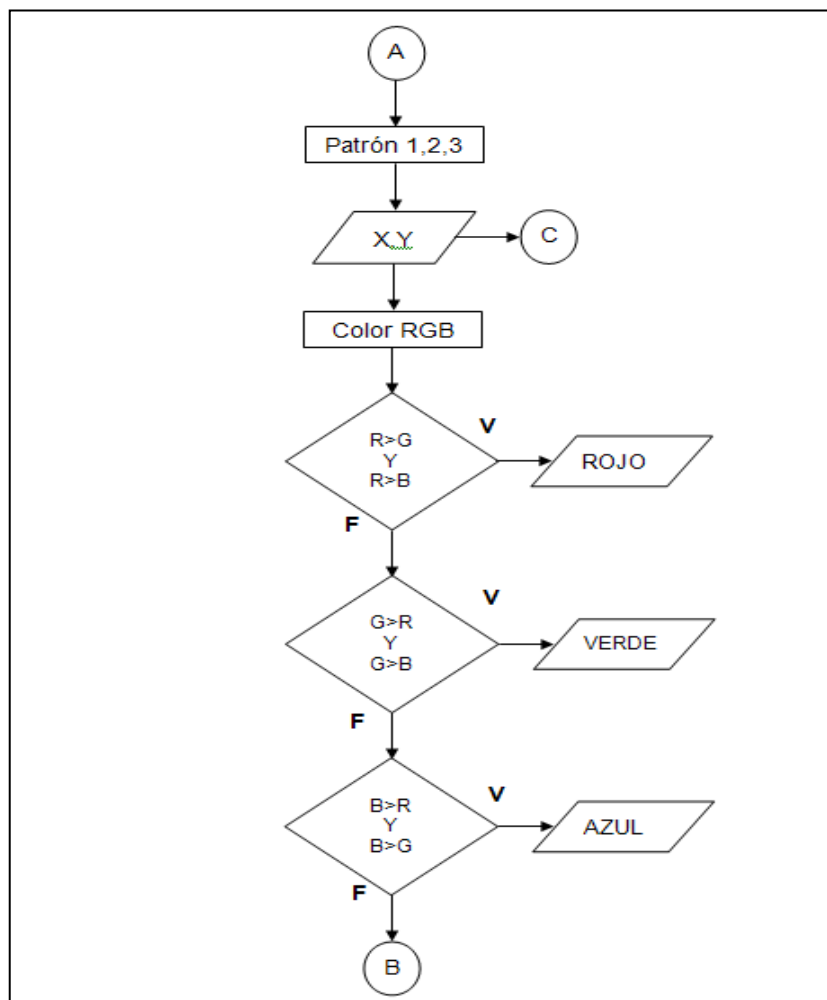 A
Patrón 1,2,3
X,Y
C
Color RGB
R>G
Y
R>B
V
ROJO
F
G>R
Y
G>B
V
VERDE
F
B>R
Y
B>G
V
AZUL
F
B